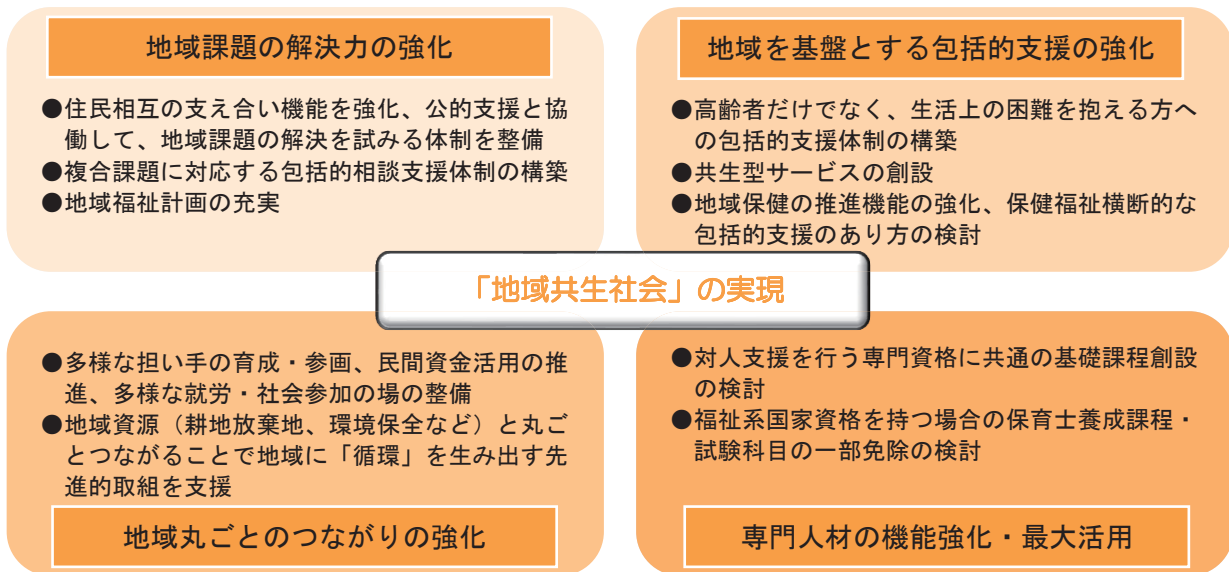 地域課題の解決力の強化
●住民相互の支え合い機能を強化、公的支援と協
働して、地域課題の解決を試みる体制を整備
●複合課題に対応する包括的相談支援体制の構築
●地域福祉計画の充実
地域を基盤とする包括的支援の強化
●高齢者だけでなく、生活上の困難を抱える方へ
の包括的支援体制の構築
●共生型サービスの創設
●地域保健の推進機能の強化、保健福祉横断的な
包括的支援のあり方の検討
「地域共生社会」の実現
●多様な担い手の育成・参画、民間資金活用の推
進、多様な就労・社会参加の場の整備
●地域資源（耕地放棄地、環境保全など）と丸ご
とつながることで地域に「循環」を生み出す先
進的取組を支援
地域丸ごとのつながりの強化
●対人支援を行う専門資格に共通の基礎課程創設
の検討
●福祉系国家資格を持つ場合の保育士養成課程・
試験科目の一部免除の検討
専門人材の機能強化・最大活用